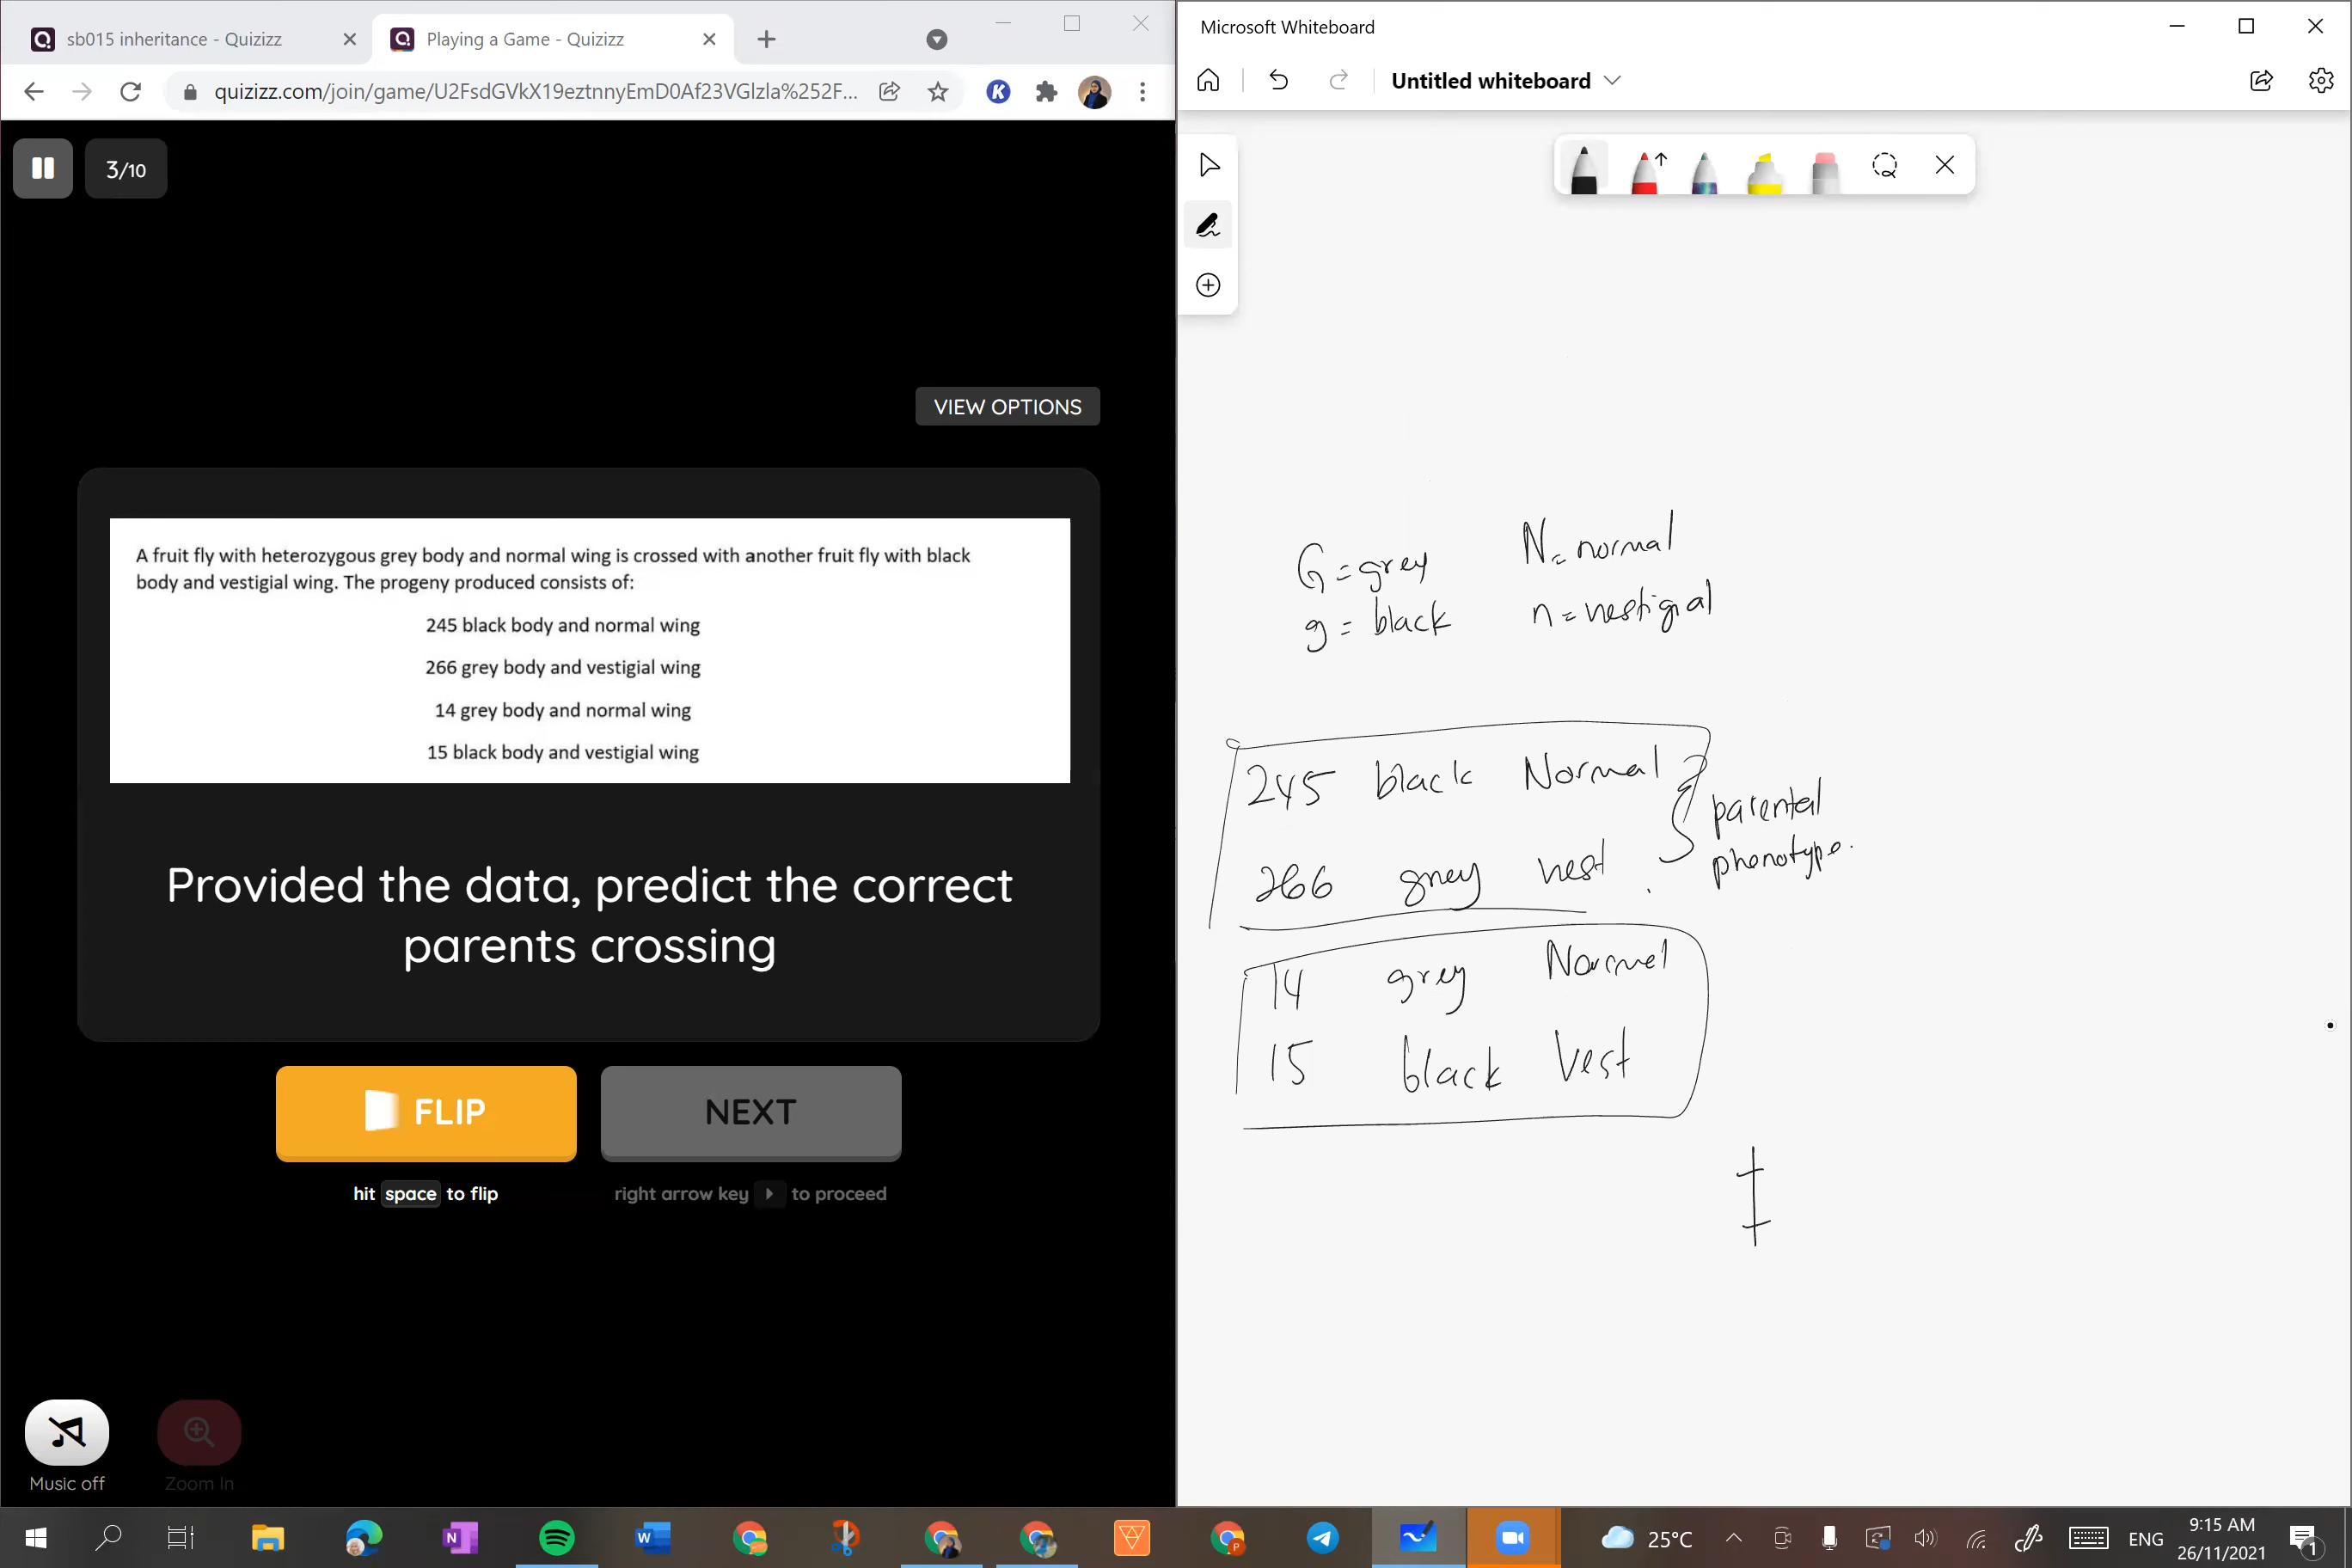 sb015 inheritance - Quizizz
Playing a Game - Quizizz
quizizz.com/join/game/U2FsdGVkX19eztnnyEmD0Af23VGlzla%252F...
3/10
VIEW OPTIONS
A fruit fly with heterozygous grey body and normal wing is crossed with another fruit fly with black
body and vestigial wing. The progeny produced consists of:
245 black body and normal wing
266 grey body and vestigial wing
14 grey body and normal wing
15 black body and vestigial wing
Provided the data, predict the correct
parents crossing
FLIP
NEXT
hit space to flip
right arrow key to proceed
Music off
Zoom In
Microsoft Whiteboard
Untitled whiteboard
G = grey
N = normal
g = black
n = vestigial
245 black Normal
266 grey vest
parental
phenotype.
14 grey Normal
15 black Vest
25°C
ENG
9:15 AM
26/11/2021
1